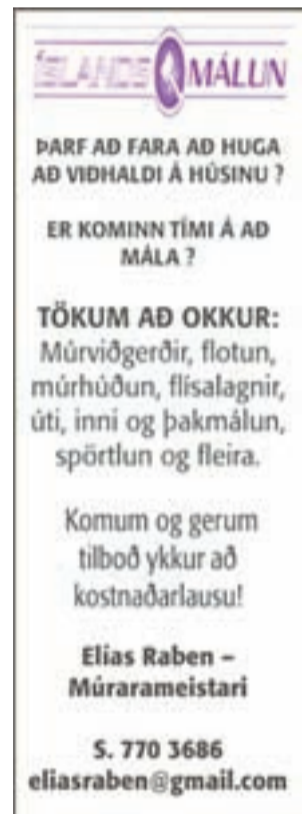 ÍSLANDS MÁLUN
ÞARF AÐ FARA AÐ HUGA
AÐ VIÐHALDI Á HÚSINU ?
ER KOMINN TÍMI Á AÐ
MÁLA ?
TÖKUM AÐ OKKUR:
Múrviðgerðir, flotun,
múrhúðun, flísalagnir,
úti, inni og þakmálun,
spörtlun og fleira.
Komum og gerum
tilboð ykkur að
kostnaðarlausu!
Elías Raben –
Múrarameistari
S. 770 3686
eliasraben@gmail.com